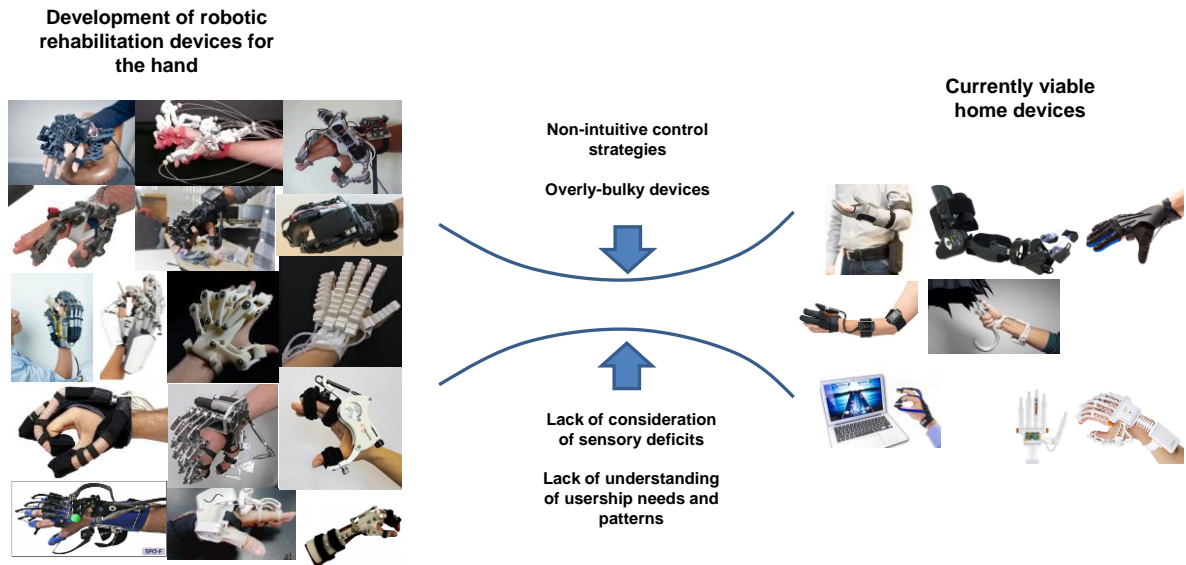 Development of robotic
rehabilitation devices for
the hand
Currently viable
home devices
Non-intuitive control
strategies
Overly-bulky devices
Lack of consideration
of sensory deficits
Lack of understanding
of usership needs and
patterns
SPO-F